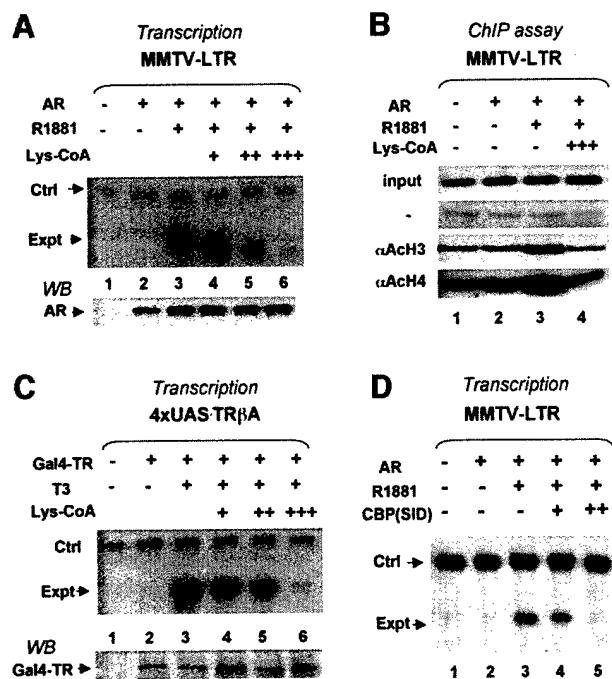 A
Transcription
MMTV-LTR
AR - + + + + +
R1881 + + + +
Lys-CoA + ++ +++
Ctrl
Expt
1 2 3 4 5 6
WB
AR
B
ChIP assay
MMTV-LTR
AR - + + +
R1881 - - + +
Lys-CoA - - - +++
input
-
αAcH3
αAcH4
1 2 3 4
C
Transcription
4xUAS-TRβA
Gal4-TR - + + + + +
T3 - - + + + +
Lys-CoA - - - + ++ +++
Ctrl
Expt
1 2 3 4 5 6
WB
Gal4-TR
D
Transcription
MMTV-LTR
AR - + + + +
R1881 - - + + +
CBP(SID) - - - + ++
Ctrl
Expt
1 2 3 4 5